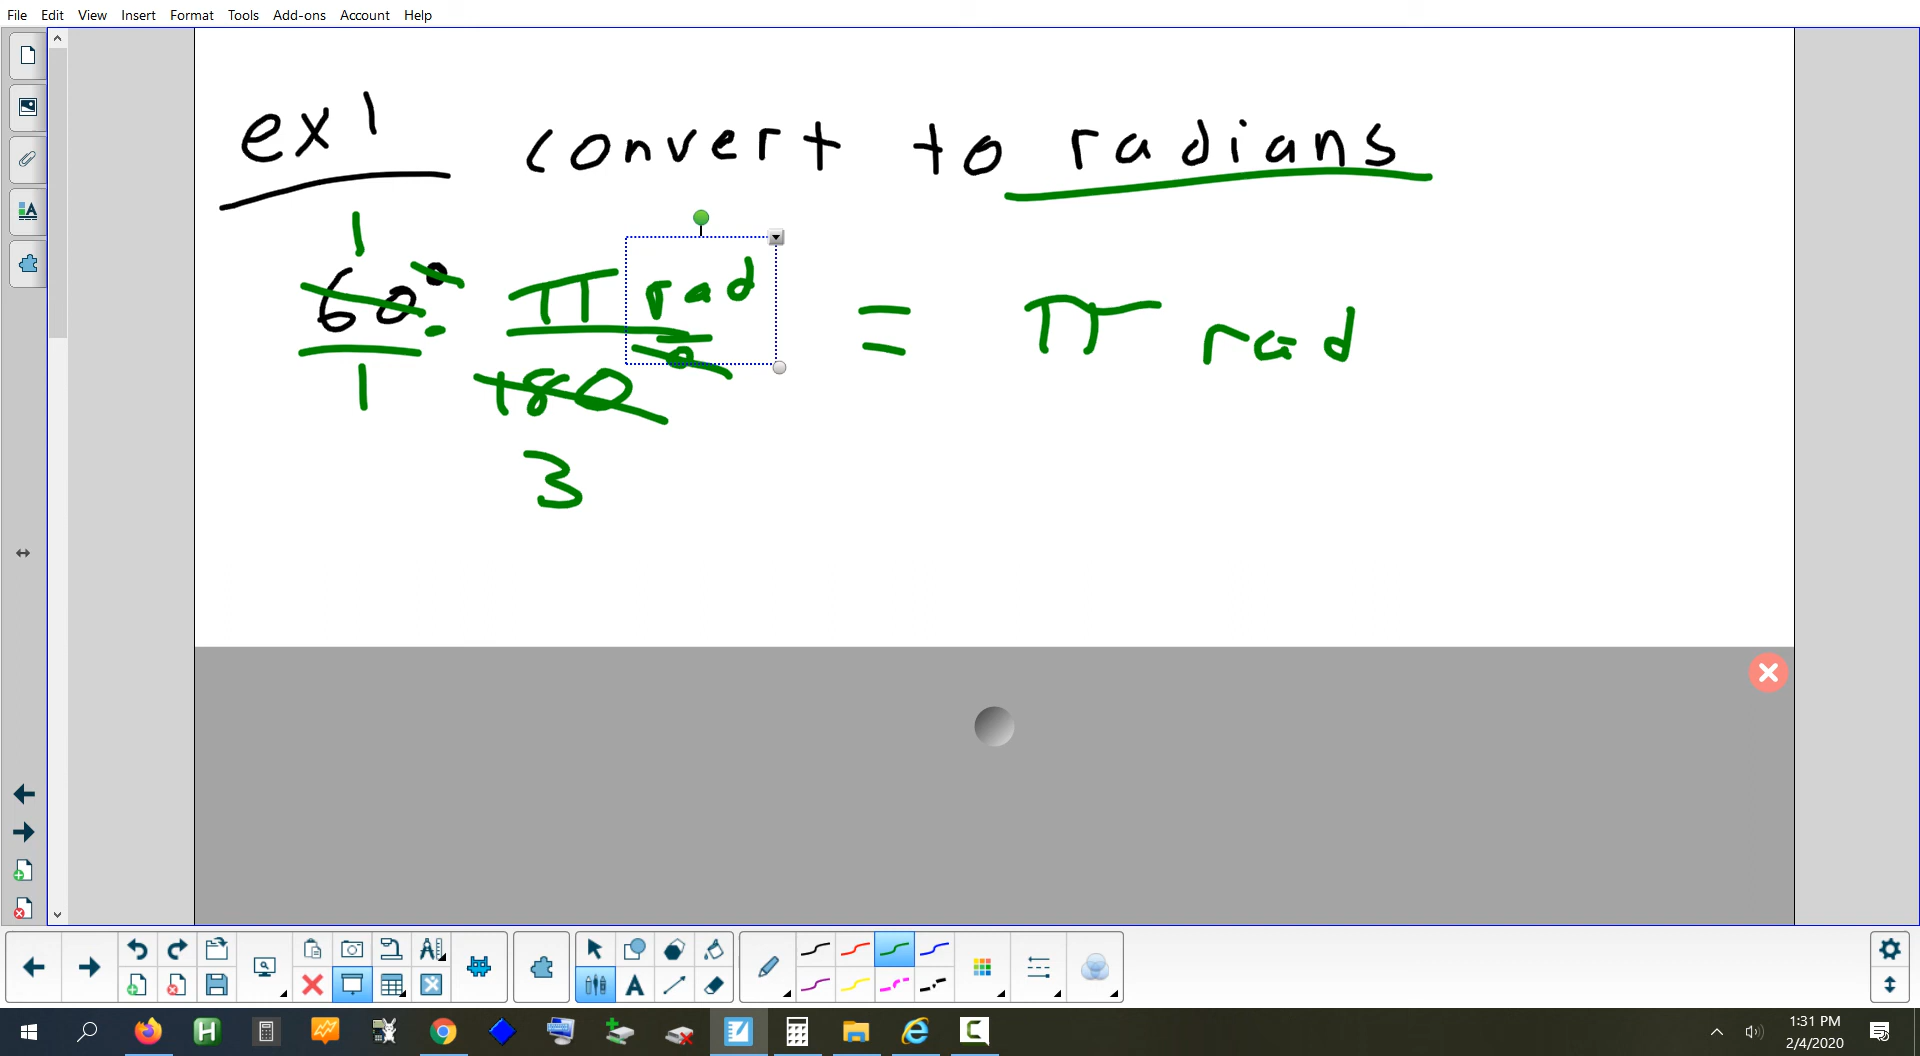 File Edit View Insert Format Tools Add-ons Account Help
ex 1 convert to radians
1
60° · π rad = π rad
1 180°
3
1:31 PM
2/4/2020